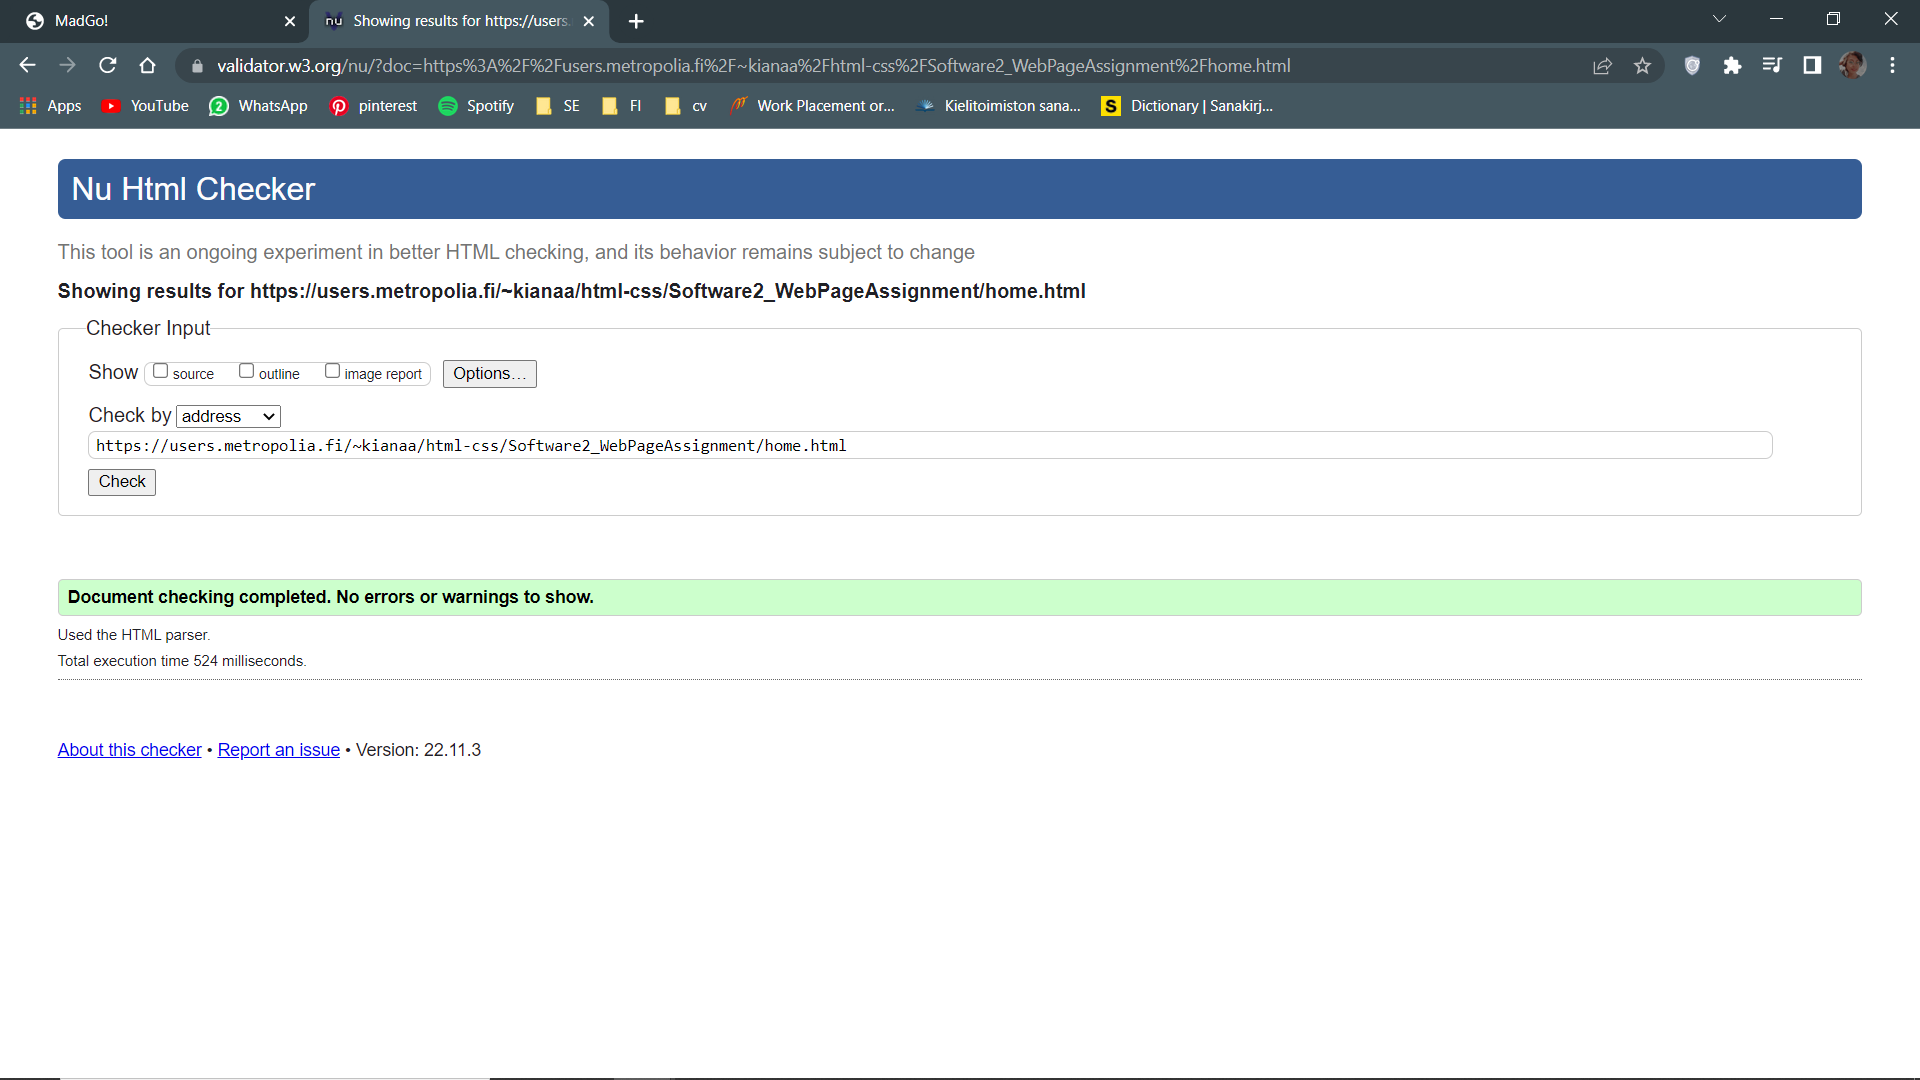 MadGo!
nu Showing results for https://users.
validator.w3.org/nu/?doc=https%3A%2F%2Fusers.metropolia.fi%2F~kianaa%2Fhtml-css%2FSoftware2_WebPageAssignment%2Fhome.html
Apps YouTube 2 WhatsApp pinterest Spotify SE FI cv Work Placement or... Kielitoimiston sana... S Dictionary | Sanakirj...
Nu Html Checker
This tool is an ongoing experiment in better HTML checking, and its behavior remains subject to change
Showing results for https://users.metropolia.fi/~kianaa/html-css/Software2_WebPageAssignment/home.html
Checker Input
Show source outline image report Options...
Check by address
https://users.metropolia.fi/~kianaa/html-css/Software2_WebPageAssignment/home.html
Check
Document checking completed. No errors or warnings to show.
Used the HTML parser.
Total execution time 524 milliseconds.
About this checker • Report an issue • Version: 22.11.3